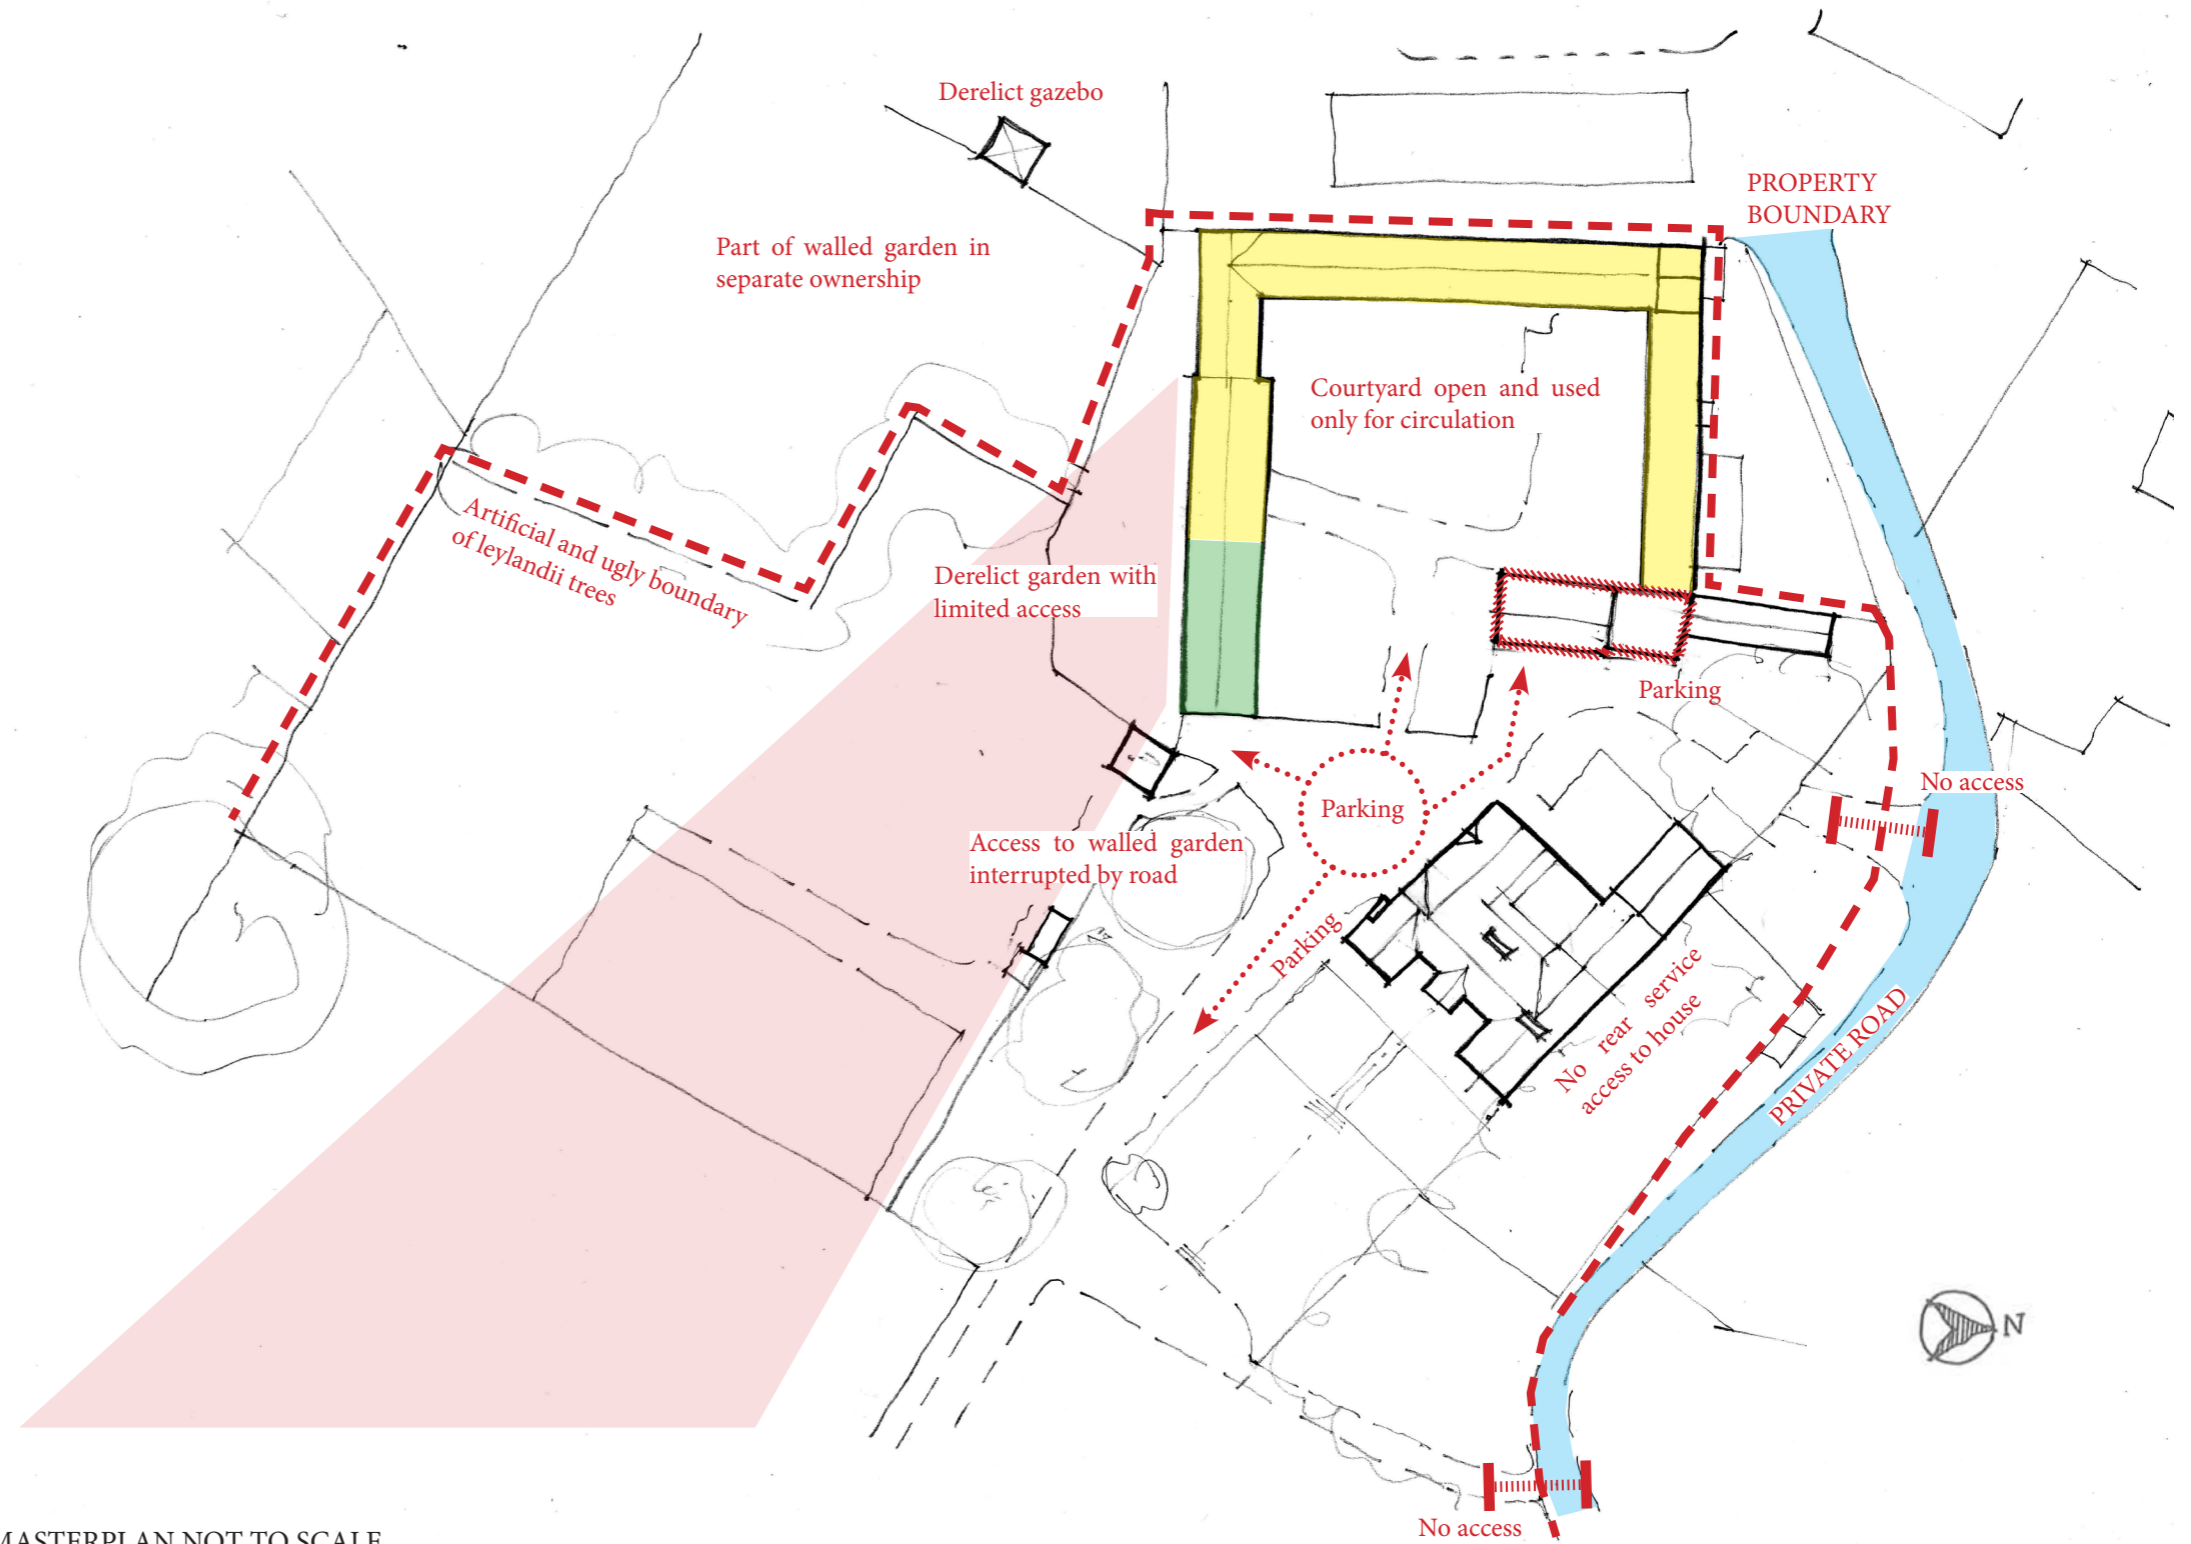 Derelict gazebo
PROPERTY
BOUNDARY
Part of walled garden in
separate ownership
Courtyard open and used
only for circulation
Artificial and ugly boundary
of leylandii trees
Derelict garden with
limited access
Parking
No access
Parking
Access to walled garden
interrupted by road
Parking
No rear service
access to house
PRIVATE ROAD
N
No access
MASTERPLAN NOT TO SCALE